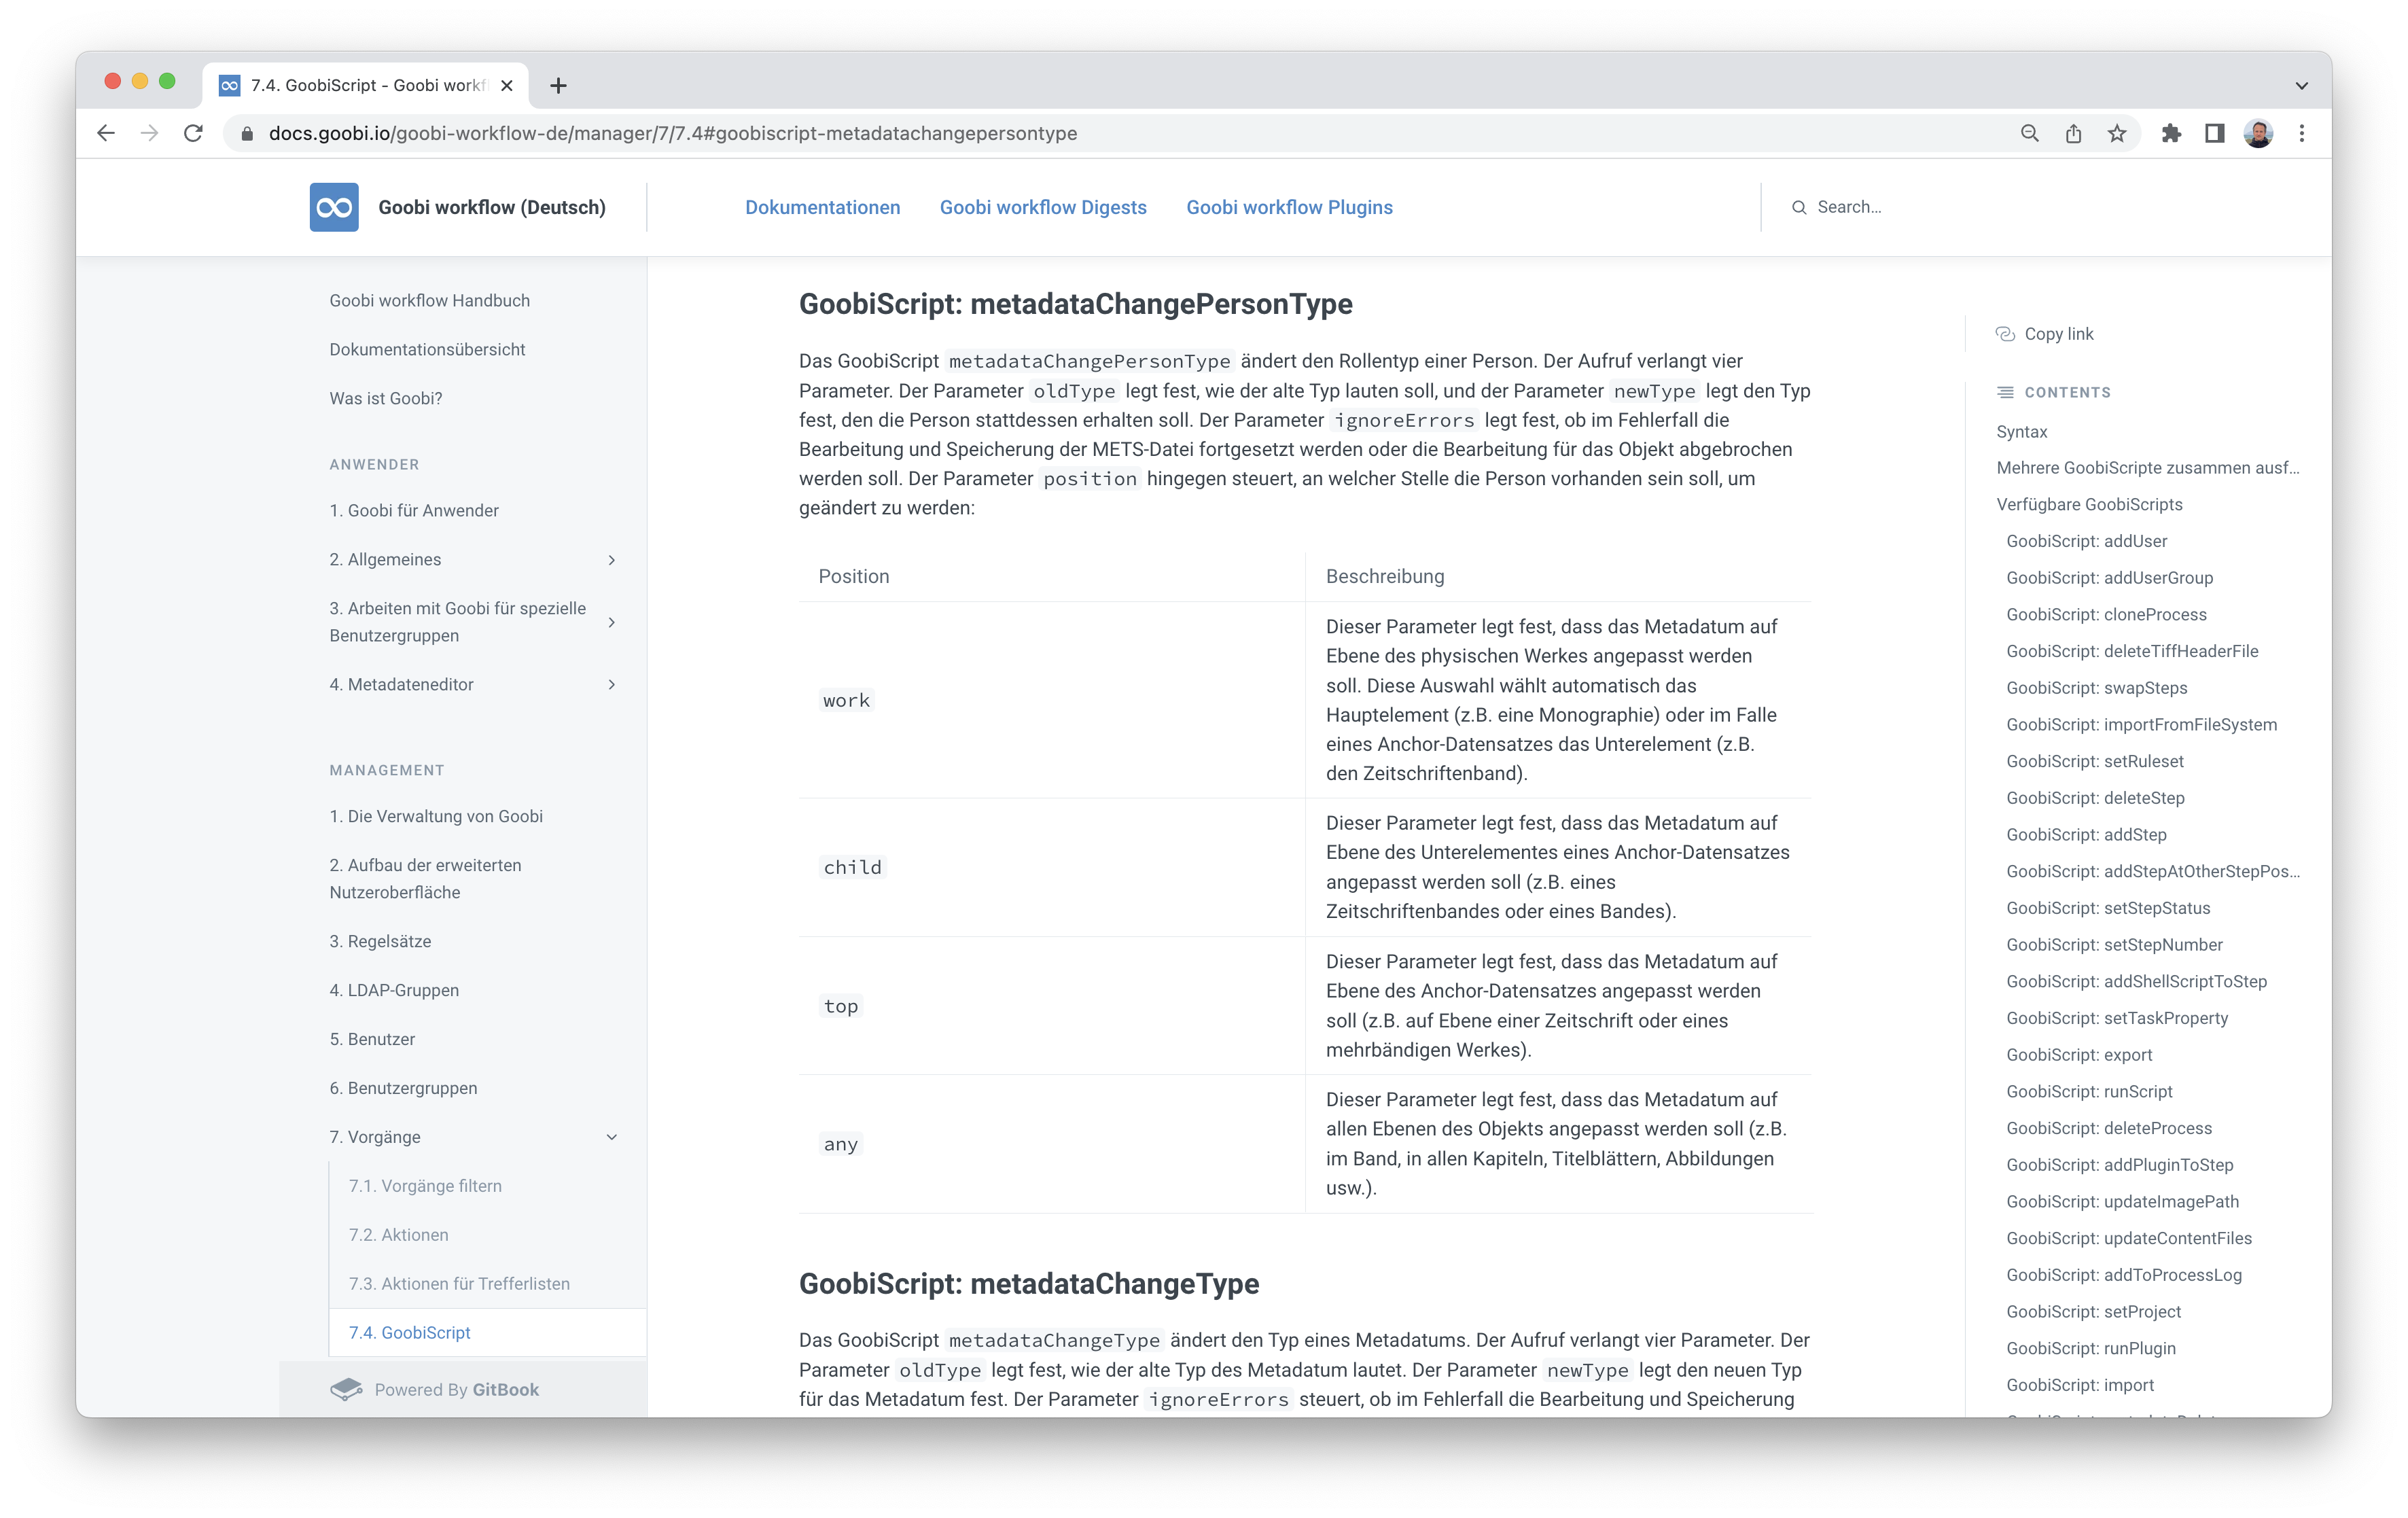 7.4. GoobiScript - Goobi workfl
docs.goobi.io/goobi-workflow-de/manager/7/7.4#goobiscript-metadatachangepersontype
Goobi workflow (Deutsch)
Dokumentationen
Goobi workflow Digests
Goobi workflow Plugins
Search…
Goobi workflow Handbuch
Dokumentationsübersicht
Was ist Goobi?
ANWENDER
1. Goobi für Anwender
2. Allgemeines
3. Arbeiten mit Goobi für spezielle
Benutzergruppen
4. Metadateneditor
MANAGEMENT
1. Die Verwaltung von Goobi
2. Aufbau der erweiterten
Nutzeroberfläche
3. Regelsätze
4. LDAP-Gruppen
5. Benutzer
6. Benutzergruppen
7. Vorgänge
7.1. Vorgänge filtern
7.2. Aktionen
7.3. Aktionen für Trefferlisten
7.4. GoobiScript
Powered By GitBook
GoobiScript: metadataChangePersonType
Das GoobiScript metadataChangePersonType ändert den Rollentyp einer Person. Der Aufruf verlangt vier
Parameter. Der Parameter oldType legt fest, wie der alte Typ lauten soll, und der Parameter newType legt den Typ
fest, den die Person stattdessen erhalten soll. Der Parameter ignoreErrors legt fest, ob im Fehlerfall die
Bearbeitung und Speicherung der METS-Datei fortgesetzt werden oder die Bearbeitung für das Objekt abgebrochen
werden soll. Der Parameter position hingegen steuert, an welcher Stelle die Person vorhanden sein soll, um
geändert zu werden:
Position
Beschreibung
work
Dieser Parameter legt fest, dass das Metadatum auf
Ebene des physischen Werkes angepasst werden
soll. Diese Auswahl wählt automatisch das
Hauptelement (z.B. eine Monographie) oder im Falle
eines Anchor-Datensatzes das Unterelement (z.B.
den Zeitschriftenband).
child
Dieser Parameter legt fest, dass das Metadatum auf
Ebene des Unterelementes eines Anchor-Datensatzes
angepasst werden soll (z.B. eines
Zeitschriftenbandes oder eines Bandes).
top
Dieser Parameter legt fest, dass das Metadatum auf
Ebene des Anchor-Datensatzes angepasst werden
soll (z.B. auf Ebene einer Zeitschrift oder eines
mehrbändigen Werkes).
any
Dieser Parameter legt fest, dass das Metadatum auf
allen Ebenen des Objekts angepasst werden soll (z.B.
im Band, in allen Kapiteln, Titelblättern, Abbildungen
usw.).
GoobiScript: metadataChangeType
Das GoobiScript metadataChangeType ändert den Typ eines Metadatums. Der Aufruf verlangt vier Parameter. Der
Parameter oldType legt fest, wie der alte Typ des Metadatum lautet. Der Parameter newType legt den neuen Typ
für das Metadatum fest. Der Parameter ignoreErrors steuert, ob im Fehlerfall die Bearbeitung und Speicherung
Copy link
CONTENTS
Syntax
Mehrere GoobiScripte zusammen ausf…
Verfügbare GoobiScripts
GoobiScript: addUser
GoobiScript: addUserGroup
GoobiScript: cloneProcess
GoobiScript: deleteTiffHeaderFile
GoobiScript: swapSteps
GoobiScript: importFromFileSystem
GoobiScript: setRuleset
GoobiScript: deleteStep
GoobiScript: addStep
GoobiScript: addStepAtOtherStepPos…
GoobiScript: setStepStatus
GoobiScript: setStepNumber
GoobiScript: addShellScriptToStep
GoobiScript: setTaskProperty
GoobiScript: export
GoobiScript: runScript
GoobiScript: deleteProcess
GoobiScript: addPluginToStep
GoobiScript: updateImagePath
GoobiScript: updateContentFiles
GoobiScript: addToProcessLog
GoobiScript: setProject
GoobiScript: runPlugin
GoobiScript: import